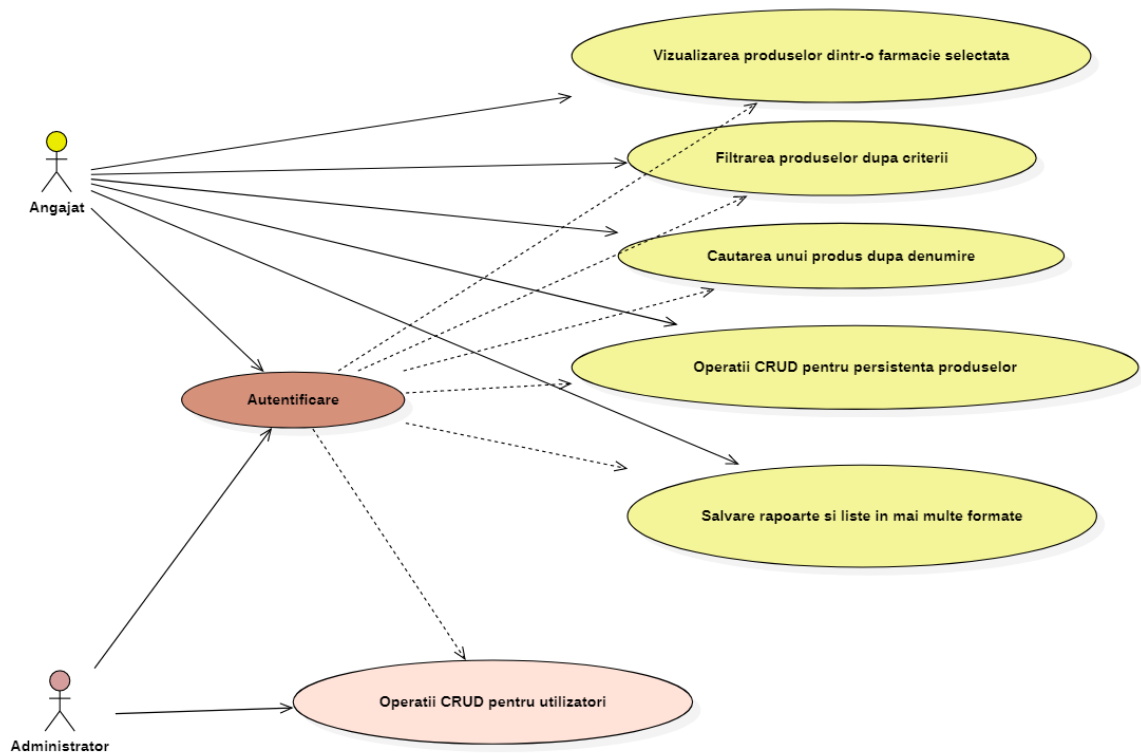 Vizualizarea produselor dintr-o farmacie selectata
Filtrarea produselor dupa criterii
Angajat
Cautarea unui produs dupa denumire
Operatii CRUD pentru persistenta produselor
Autentificare
Salvare rapoarte si liste in mai multe formate
Operatii CRUD pentru utilizatori
Administrator